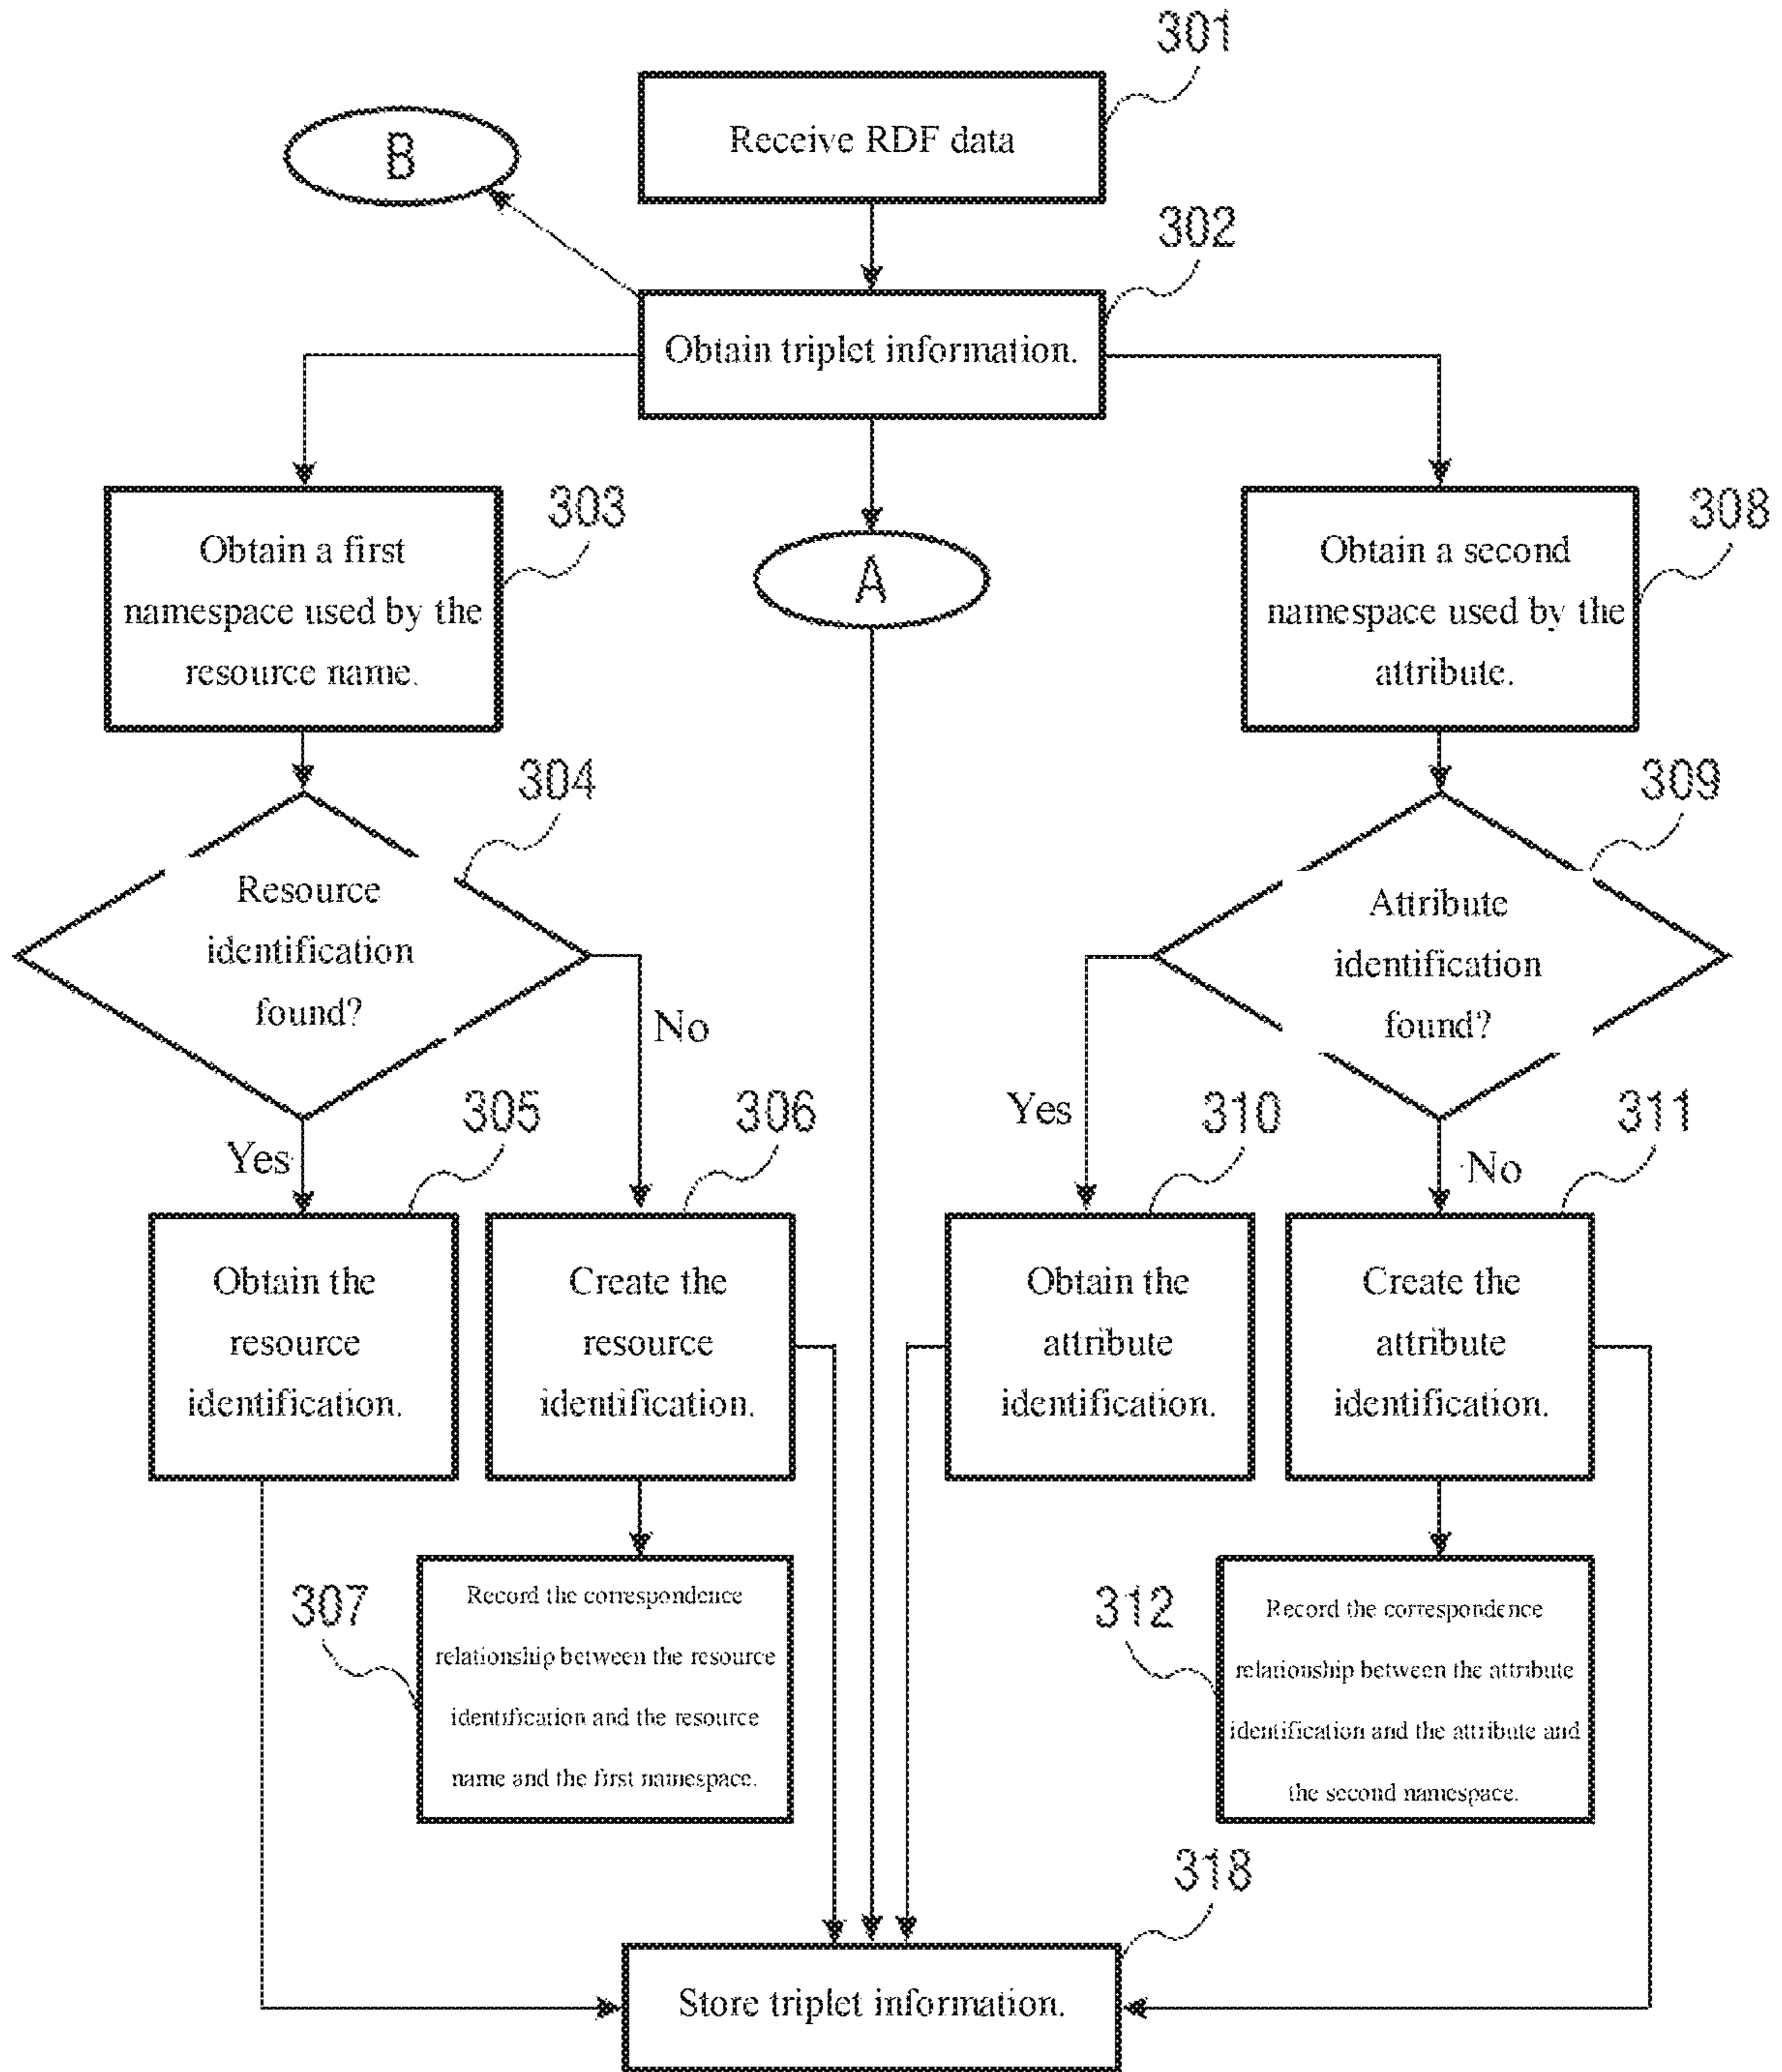 301
Receive RDF data
B
302
Obtain triplet information.
303
Obtain a first
namespace used by the
resource name.
A
308
Obtain a second
namespace used by the
attribute.
304
Resource
identification
found?
No
Yes
309
Attribute
identification
found?
Yes
No
305
Obtain the
resource
identification.
306
Create the
resource
identification.
310
Obtain the
attribute
identification.
311
Create the
attribute
identification.
307
Record the correspondence
relationship between the resource
identification and the resource
name and the first namespace.
312
Record the correspondence
relationship between the attribute
identification and the attribute and
the second namespace.
318
Store triplet information.